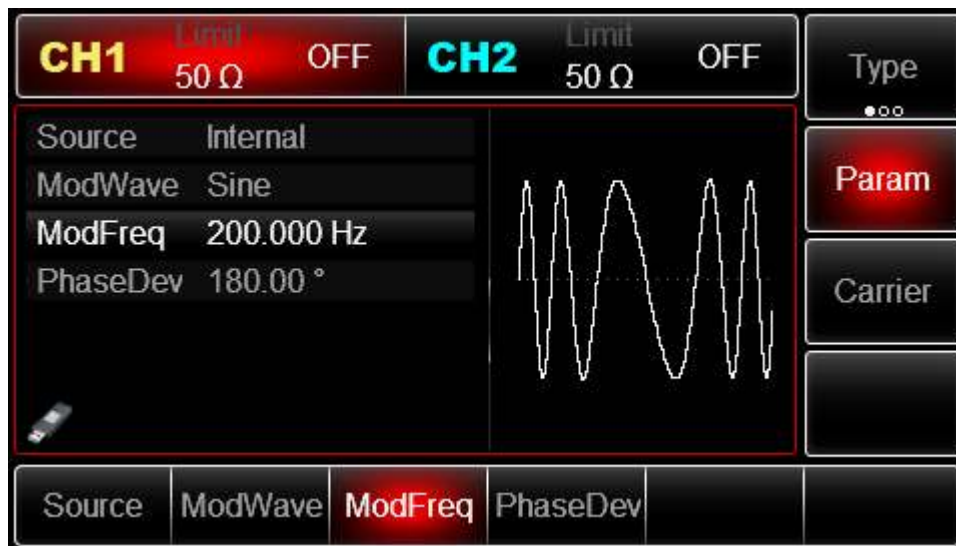 CH1 Limit 50 Ω OFF CH2 Limit 50 Ω OFF Type
Source Internal
ModWave Sine
Param
ModFreq 200.000 Hz
PhaseDev 180.00 °
Carrier
Source ModWave ModFreq PhaseDev